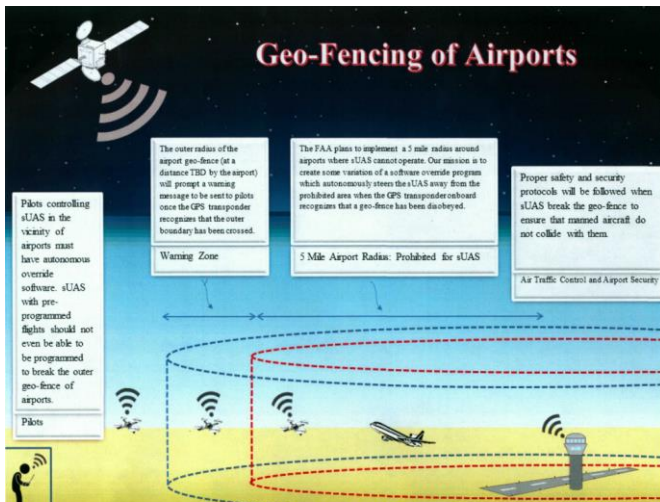 Geo-Fencing of Airports
Pilots controlling
sUAS in the
vicinity of
airports must
have autonomous
override
software. sUAS
with pre-
programmed
flights should not
even be able to
be programmed
to break the outer
geo-fence of
airports.
Pilots
The outer radius of the
airport geo-fence (at a
distance TBD by the airport)
will prompt a warning
message to be sent to pilots
once the GPS transponder
recognizes that the outer
boundary has been crossed.
Warning Zone
The FAA plans to implement a 5 mile radius around
airports where sUAS cannot operate. Our mission is to
create some variation of a software override program
which autonomously steers the sUAS away from the
prohibited area when the GPS transponder onboard
recognizes that a geo-fence has been disobeyed.
5 Mile Airport Radius: Prohibited for sUAS
Proper safety and security
protocols will be followed when
sUAS break the geo-fence to
ensure that manned aircraft do
not collide with them.
Air Traffic Control and Airport Security